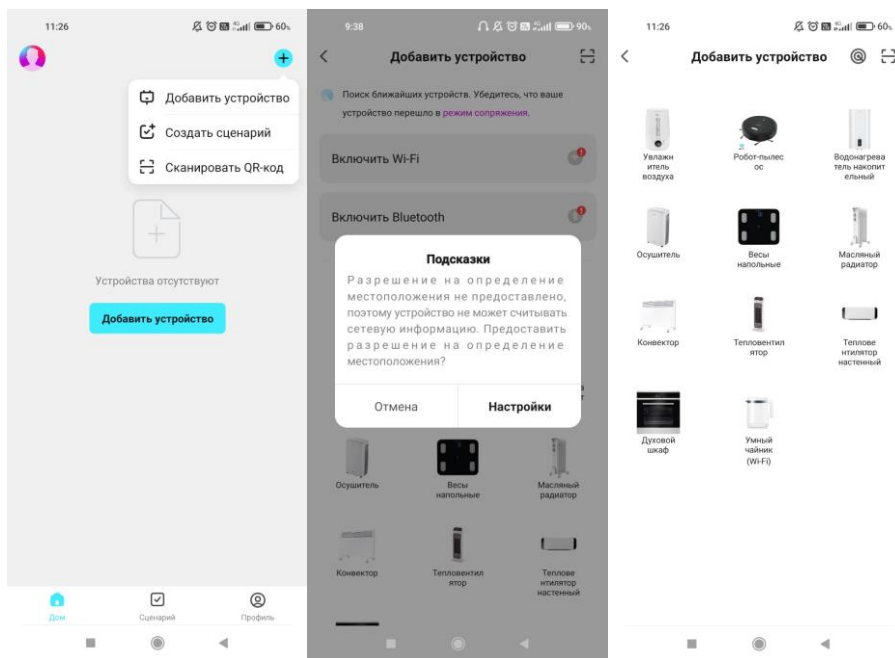 11:26
60%
Добавить устройство
Создать сценарий
Сканировать QR-код
Устройства отсутствуют
Добавить устройство
Дом
Сценарий
Профиль
9:38
90%
Добавить устройство
Поиск ближайших устройств. Убедитесь, что ваше
устройство перешло в режим сопряжения.
Включить Wi-Fi
Включить Bluetooth
Подсказки
Разрешение на определение
местоположения не предоставлено,
поэтому устройство не может считывать
сетевую информацию. Предоставить
разрешение на определение
местоположения?
Отмена
Настройки
Осушитель
Весы
напольные
Масляный
радиатор
Конвектор
Тепловентил
ятор
Теплове
нтилятор
настенный
11:26
60%
Добавить устройство
Увлажн
итель
воздуха
Робот-пылес
ос
Водонагрева
тель накопит
ельный
Осушитель
Весы
напольные
Масляный
радиатор
Конвектор
Тепловентил
ятор
Теплове
нтилятор
настенный
Духовой
шкаф
Умный
чайник
(Wi-Fi)